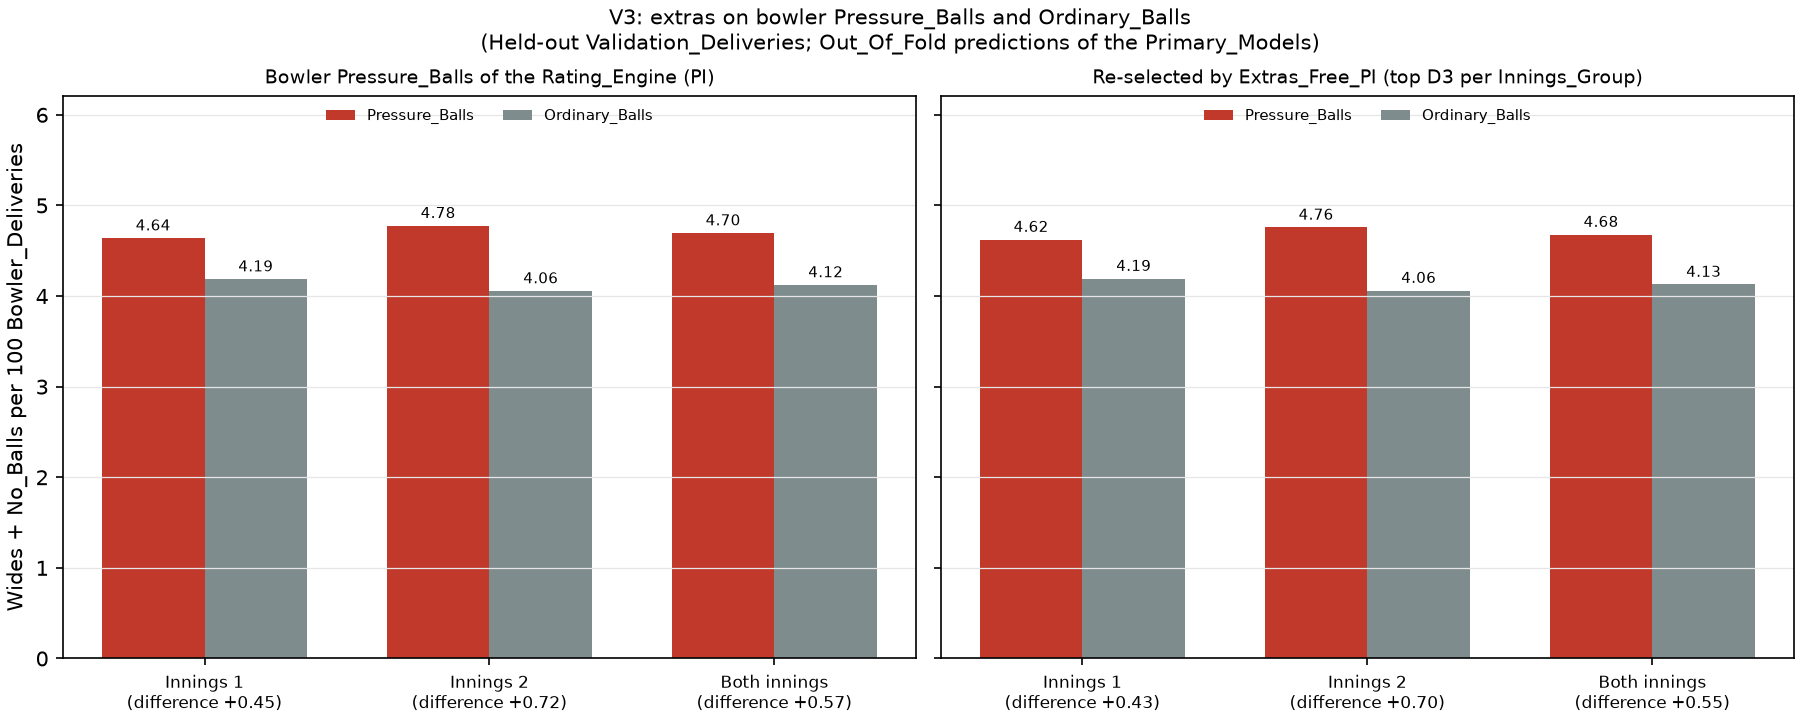 V3: extras on bowler Pressure_Balls and Ordinary_Balls
(Held-out Validation_Deliveries; Out_Of_Fold predictions of the Primary_Models)
Bowler Pressure_Balls of the Rating_Engine (PI)
Wides + No_Balls per 100 Bowler_Deliveries
6
5
4
3
2
1
0
Pressure_Balls
Ordinary_Balls
4.64
4.19
4.78
4.06
4.70
4.12
Innings 1
(difference +0.45)
Innings 2
(difference +0.72)
Both innings
(difference +0.57)
Re-selected by Extras_Free_PI (top D3 per Innings_Group)
Pressure_Balls
Ordinary_Balls
4.62
4.19
4.76
4.06
4.68
4.13
Innings 1
(difference +0.43)
Innings 2
(difference +0.70)
Both innings
(difference +0.55)